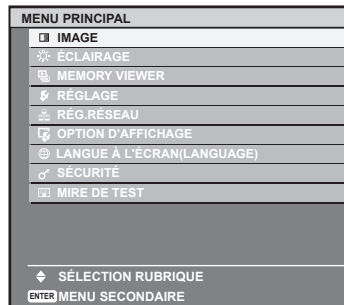 MENU PRINCIPAL
IMAGE
ÉCLAIRAGE
MEMORY VIEWER
RÉGLAGE
RÉG.RÉSEAU
OPTION D'AFFICHAGE
LANGUE À L'ÉCRAN(LANGUAGE)
SÉCURITÉ
MIRE DE TEST
SÉLECTION RUBRIQUE
ENTER MENU SECONDAIRE